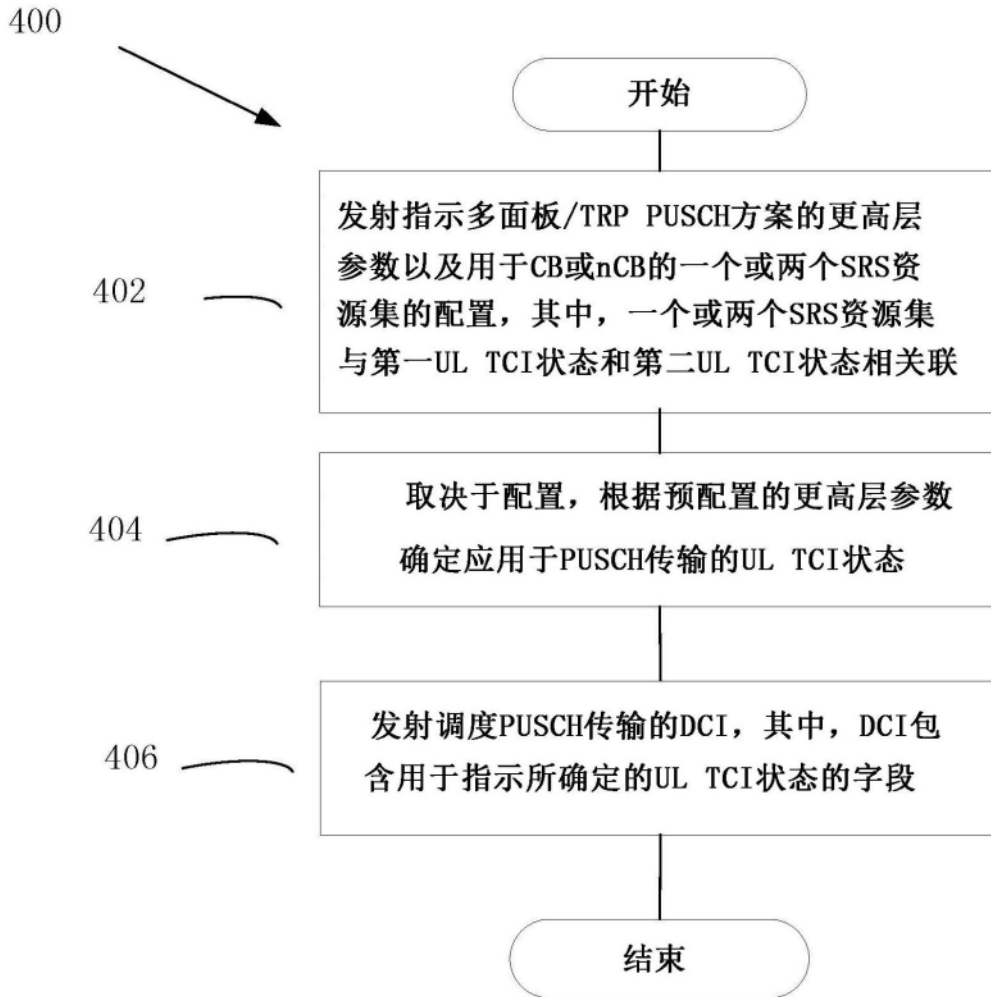 400
开始
402
发射指示多面板/TRP PUSCH方案的更高层
参数以及用于CB或nCB的一个或两个SRS资
源集的配置，其中，一个或两个SRS资源集
与第一UL TCI状态和第二UL TCI状态相关联
404
取决于配置，根据预配置的更高层参数
确定应用于PUSCH传输的UL TCI状态
406
发射调度PUSCH传输的DCI，其中，DCI包
含用于指示所确定的UL TCI状态的字段
结束